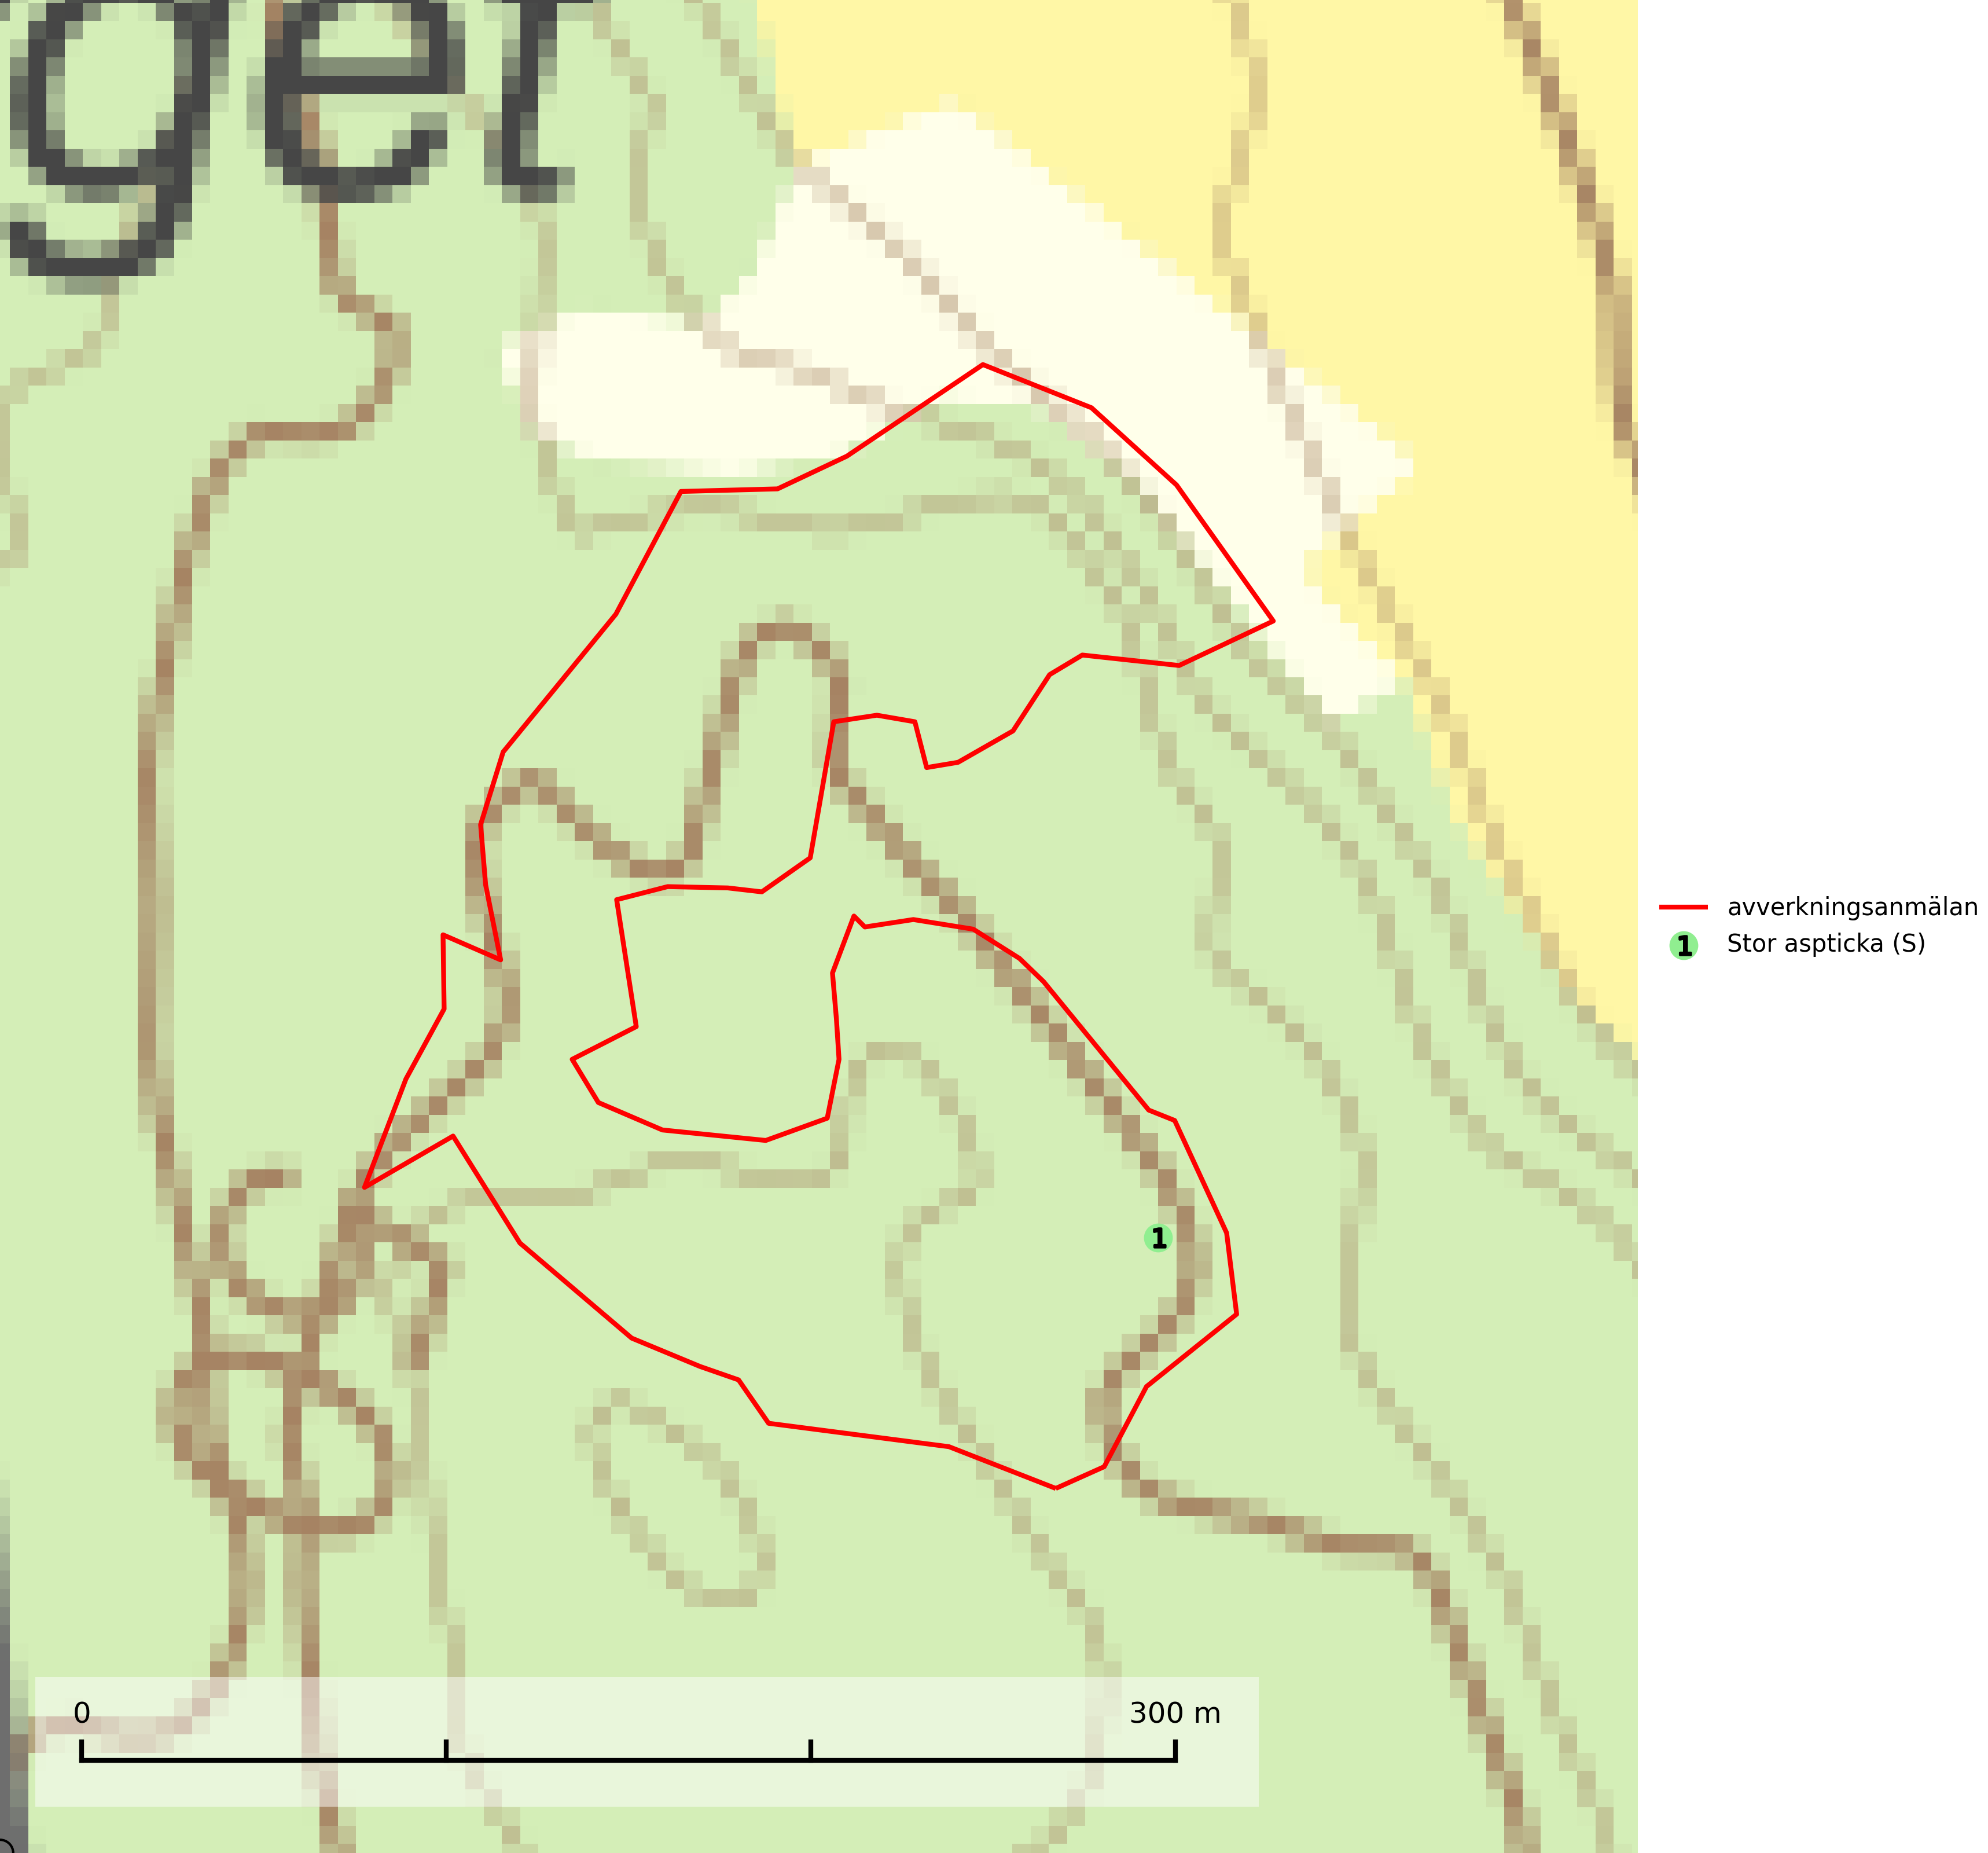 ger
avverkningsanmälan
Stor aspticka (S)
1
1
0
300 m